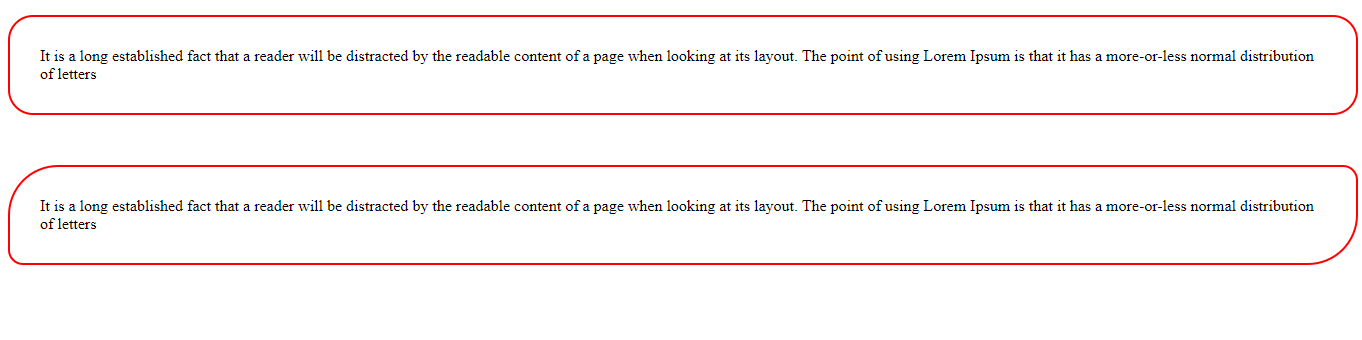 It is a long established fact that a reader will be distracted by the readable content of a page when looking at its layout. The point of using Lorem Ipsum is that it has a more-or-less normal distribution
of letters
It is a long established fact that a reader will be distracted by the readable content of a page when looking at its layout. The point of using Lorem Ipsum is that it has a more-or-less normal distribution
of letters